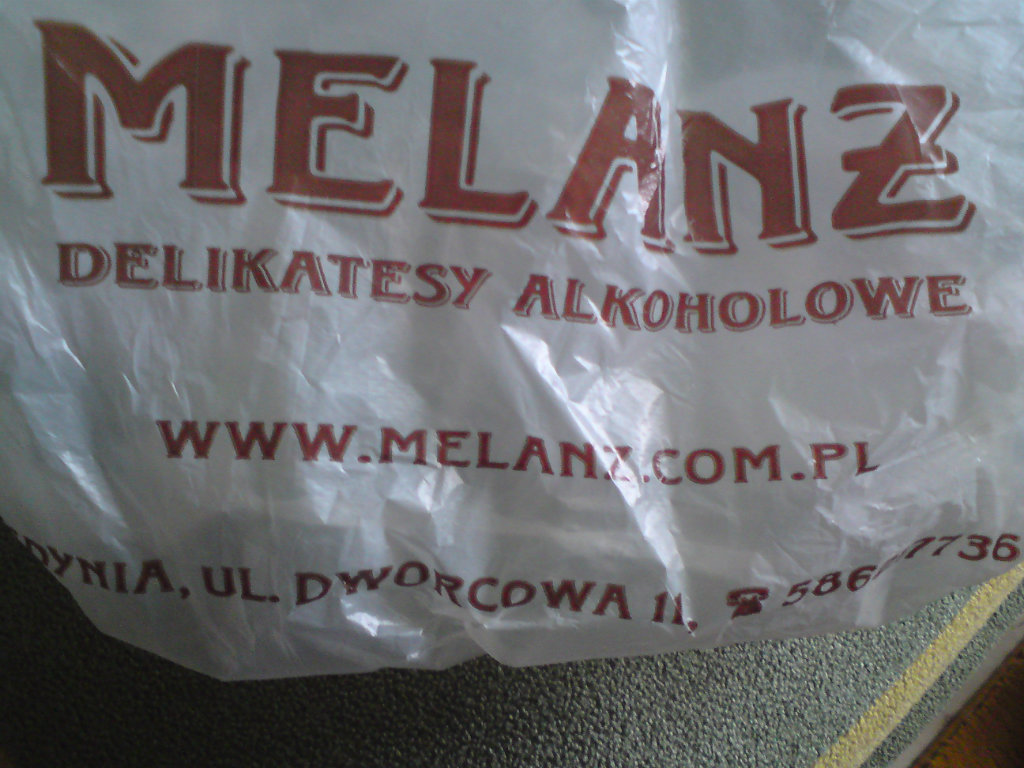 MELANZ
DELIKATESY ALKOHOLOWE
WWW.MELANZ.COM.PL
UL. DWORCOWA 11,